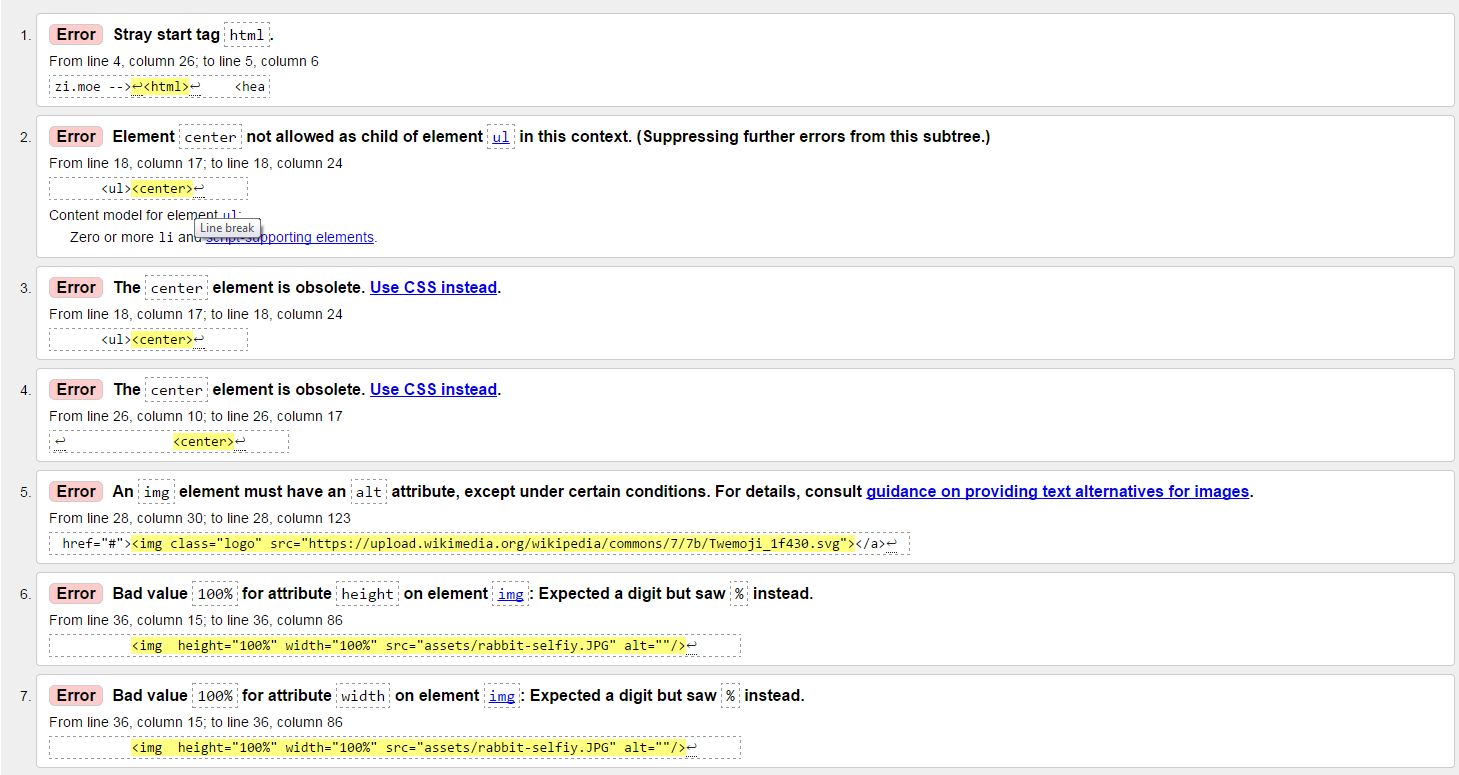 1. Error Stray start tag html.
From line 4, column 26; to line 5, column 6
zi.moe -->↩<html>↩ <hea
2. Error Element center not allowed as child of element ul in this context. (Suppressing further errors from this subtree.)
From line 18, column 17; to line 18, column 24
<ul><center>↩
Content model for element ul:
Line break
Zero or more li and script-supporting elements.
3. Error The center element is obsolete. Use CSS instead.
From line 18, column 17; to line 18, column 24
<ul><center>↩
4. Error The center element is obsolete. Use CSS instead.
From line 26, column 10; to line 26, column 17
↩ <center>↩
5. Error An img element must have an alt attribute, except under certain conditions. For details, consult guidance on providing text alternatives for images.
From line 28, column 30; to line 28, column 123
href="#"><img class="logo" src="https://upload.wikimedia.org/wikipedia/commons/7/7b/Twemoji_1f430.svg"></a>↩
6. Error Bad value 100% for attribute height on element img: Expected a digit but saw % instead.
From line 36, column 15; to line 36, column 86
<img  height="100%" width="100%" src="assets/rabbit-selfiy.JPG" alt=""/>↩
7. Error Bad value 100% for attribute width on element img: Expected a digit but saw % instead.
From line 36, column 15; to line 36, column 86
<img  height="100%" width="100%" src="assets/rabbit-selfiy.JPG" alt=""/>↩